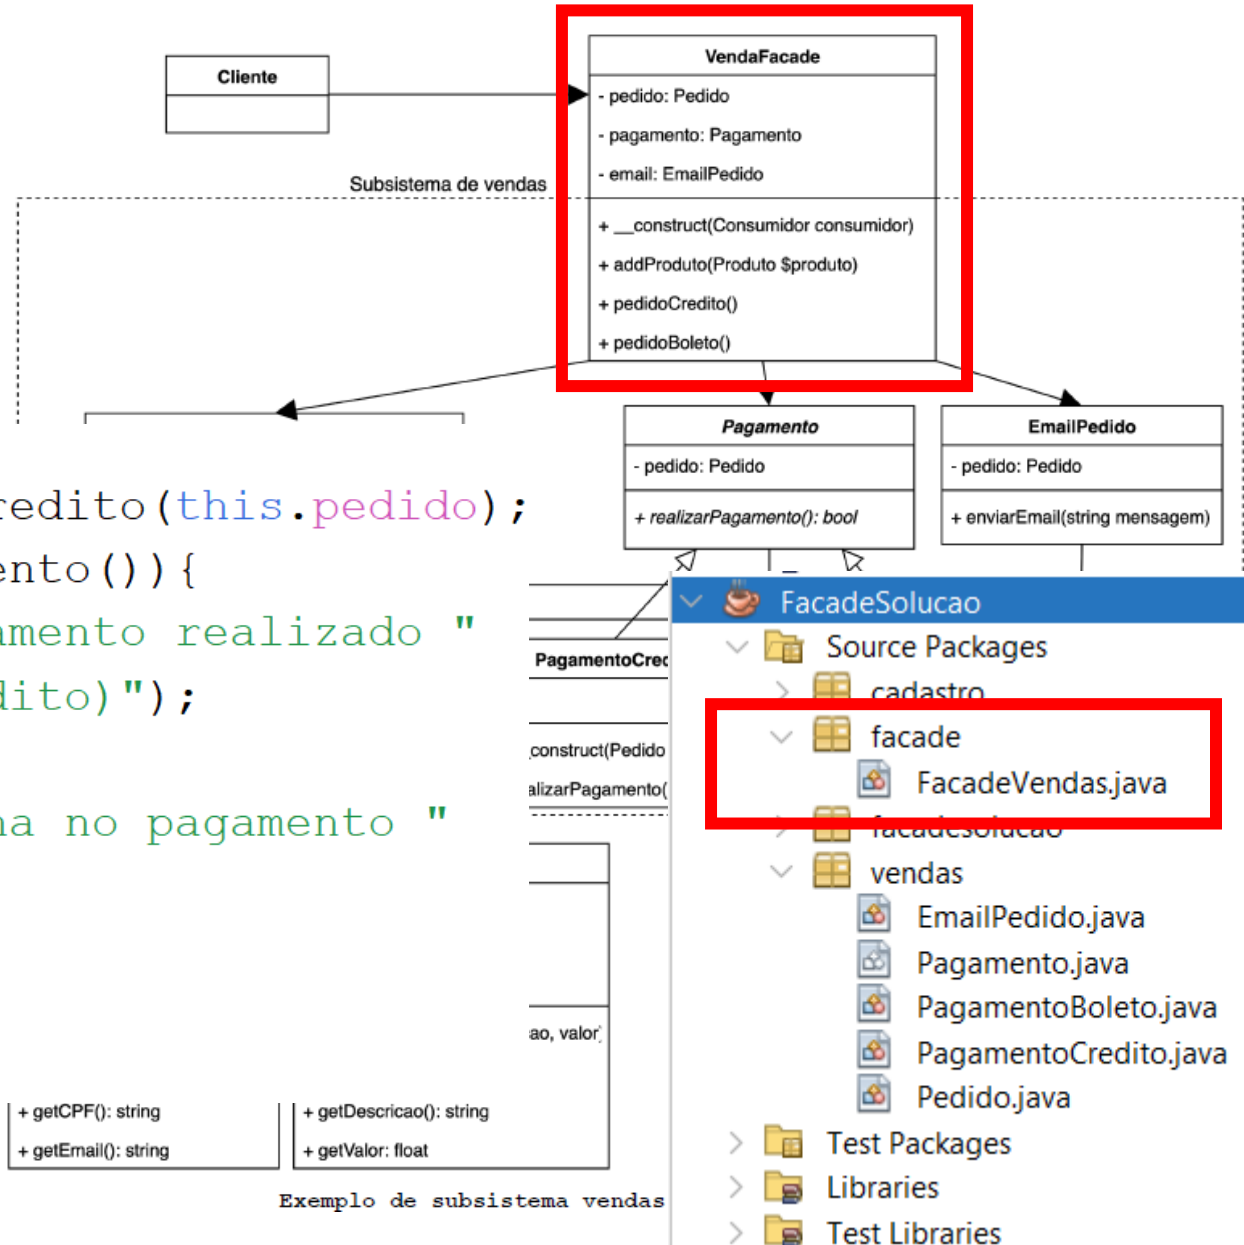 Cliente
VendaFacade
- pedido: Pedido
- pagamento: Pagamento
- email: EmailPedido
+ __construct(Consumidor consumidor)
+ addProduto(Produto $produto)
+ pedidoCredito()
+ pedidoBoleto()
Subsistema de vendas
Pagamento
- pedido: Pedido
+ realizarPagamento(): bool
EmailPedido
- pedido: Pedido
+ enviarEmail(string mensagem)
redito(this.pedido);
ento()){
amento realizado "
dito)");
na no pagamento "
PagamentoCred
construct(Pedido
alizarPagamento(
ao, valor)
+ getCPF(): string
+ getEmail(): string
+ getDescricao(): string
+ getValor: float
Exemplo de subsistema vendas
FacadeSolucao
Source Packages
cadastro
facade
FacadeVendas.java
facadesolucao
vendas
EmailPedido.java
Pagamento.java
PagamentoBoleto.java
PagamentoCredito.java
Pedido.java
Test Packages
Libraries
Test Libraries